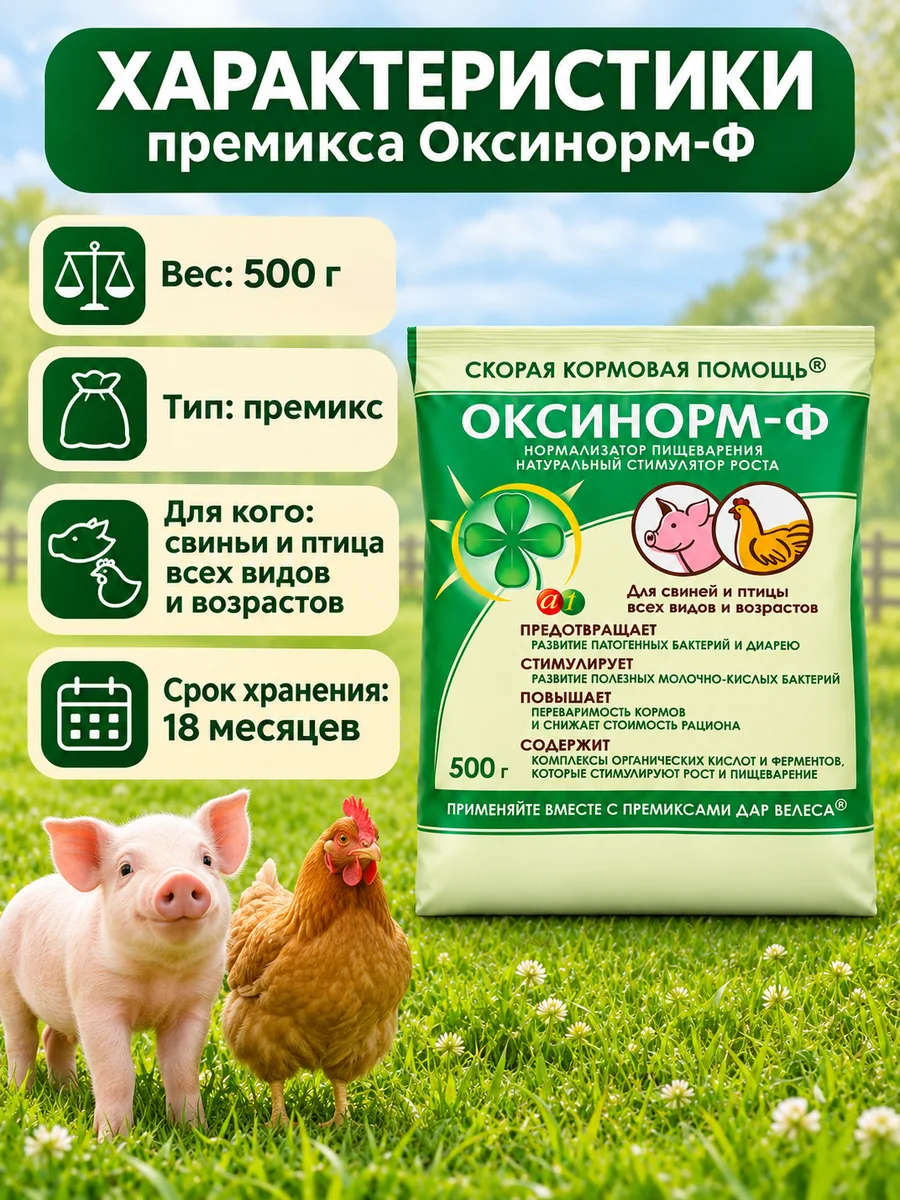 ХАРАКТЕРИСТИКИ
премикса Оксинорм-Ф
Вес: 500 г
Тип: премикс
Для кого:
свиньи и птица
всех видов
и возрастов
Срок хранения:
18 месяцев
СКОРАЯ КОРМОВАЯ ПОМОЩЬ®
ОКСИНОРМ-Ф
НОРМАЛИЗАТОР ПИЩЕВАРЕНИЯ
НАТУРАЛЬНЫЙ СТИМУЛЯТОР РОСТА
at
Для свиней и птицы
всех видов и возрастов
ПРЕДОТВРАЩАЕТ
РАЗВИТИЕ ПАТОГЕННЫХ БАКТЕРИЙ И ДИАРЕЮ
СТИМУЛИРУЕТ
РАЗВИТИЕ ПОЛЕЗНЫХ МОЛОЧНО-КИСЛЫХ БАКТЕРИЙ
ПОВЫШАЕТ
ПЕРЕВАРИМОСТЬ КОРМОВ
И СНИЖАЕТ СТОИМОСТЬ РАЦИОНА
СОДЕРЖИТ
КОМПЛЕКСЫ ОРГАНИЧЕСКИХ КИСЛОТ И ФЕРМЕНТОВ,
КОТОРЫЕ СТИМУЛИРУЮТ РОСТ И ПИЩЕВАРЕНИЕ
500 г
ПРИМЕНЯЙТЕ ВМЕСТЕ С ПРЕМИКСАМИ ДАР ВЕЛЕСА®